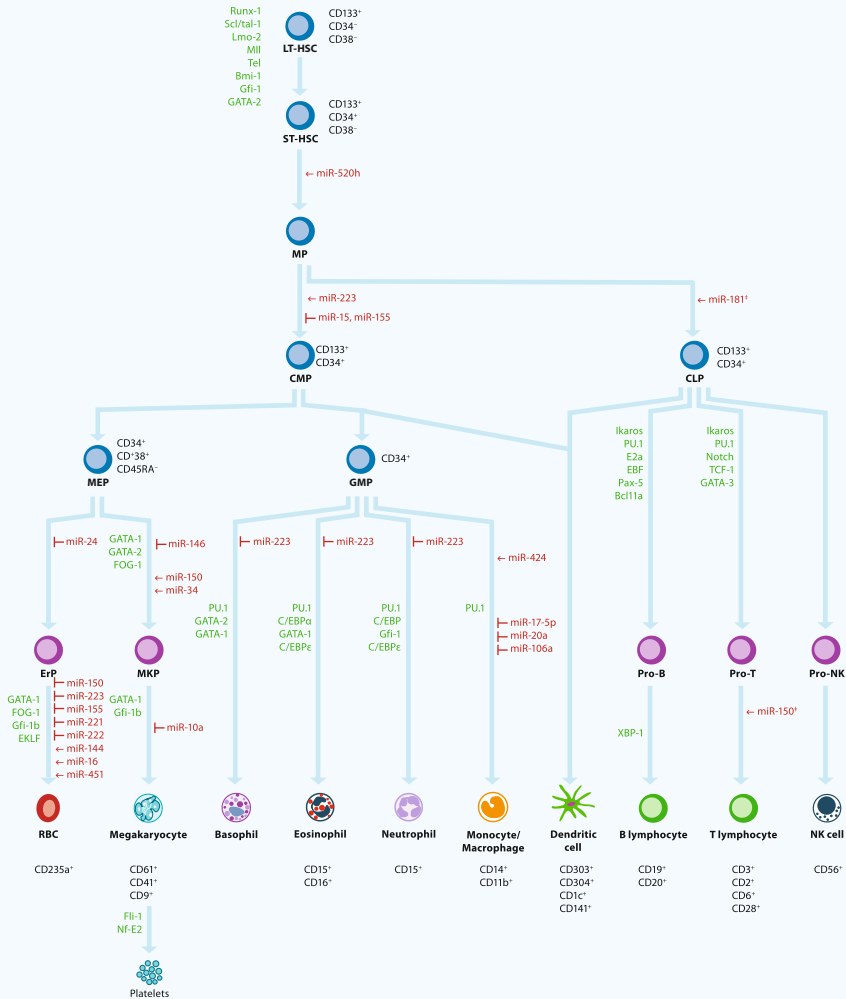 Runx-1
Scl/tal-1
Lmo-2
Mll
Tel
Bmi-1
Gfi-1
GATA-2
CD133⁺
CD34⁻
CD38⁻
LT-HSC
CD133⁺
CD34⁺
CD38⁻
ST-HSC
← miR-520h
MP
← miR-223
miR-15, miR-155
← miR-181‡
CD133⁺
CD34⁺
CMP
CD133⁺
CD34⁺
CLP
CD34⁺
CD⁺38⁺
CD45RA⁻
MEP
CD34⁺
GMP
Ikaros
PU.1
E2a
EBF
Pax-5
Bcl11a
Ikaros
PU.1
Notch
TCF-1
GATA-3
miR-24
GATA-1
GATA-2
FOG-1
miR-146
← miR-150
← miR-34
miR-223
miR-223
miR-223
← miR-424
PU.1
GATA-2
GATA-1
PU.1
C/EBPα
GATA-1
C/EBPε
PU.1
C/EBP
Gfi-1
C/EBPε
PU.1
miR-17-5p
miR-20a
miR-106a
ErP
MKP
Pro-B
Pro-T
Pro-NK
GATA-1
FOG-1
Gfi-1b
EKLF
miR-150
miR-223
miR-155
miR-221
miR-222
← miR-144
← miR-16
← miR-451
GATA-1
Gfi-1b
miR-10a
XBP-1
← miR-150†
RBC
Megakaryocyte
Basophil
Eosinophil
Neutrophil
Monocyte/
Macrophage
Dendritic
cell
B lymphocyte
T lymphocyte
NK cell
CD235a⁺
CD61⁺
CD41⁺
CD9⁺
CD15⁺
CD16⁺
CD15⁺
CD14⁺
CD11b⁺
CD303⁺
CD304⁺
CD1c⁺
CD141⁺
CD19⁺
CD20⁺
CD3⁺
CD2⁺
CD6⁺
CD28⁺
CD56⁺
Fli-1
Nf-E2
Platelets